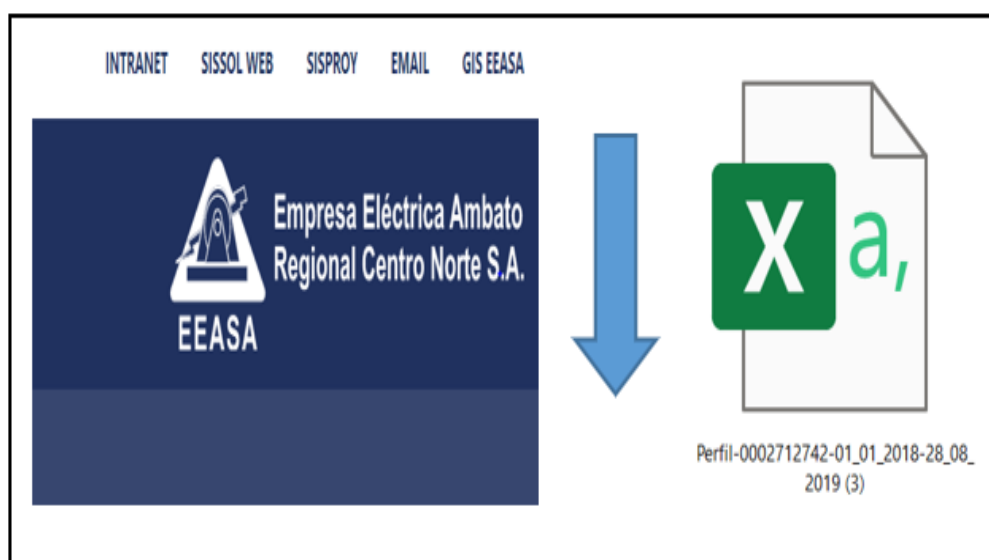 INTRANET SISSOL WEB SISPROY EMAIL GIS EEASA
Empresa Eléctrica Ambato
Regional Centro Norte S.A.
EEASA
X a,
Perfil-0002712742-01_01_2018-28_08_
2019 (3)